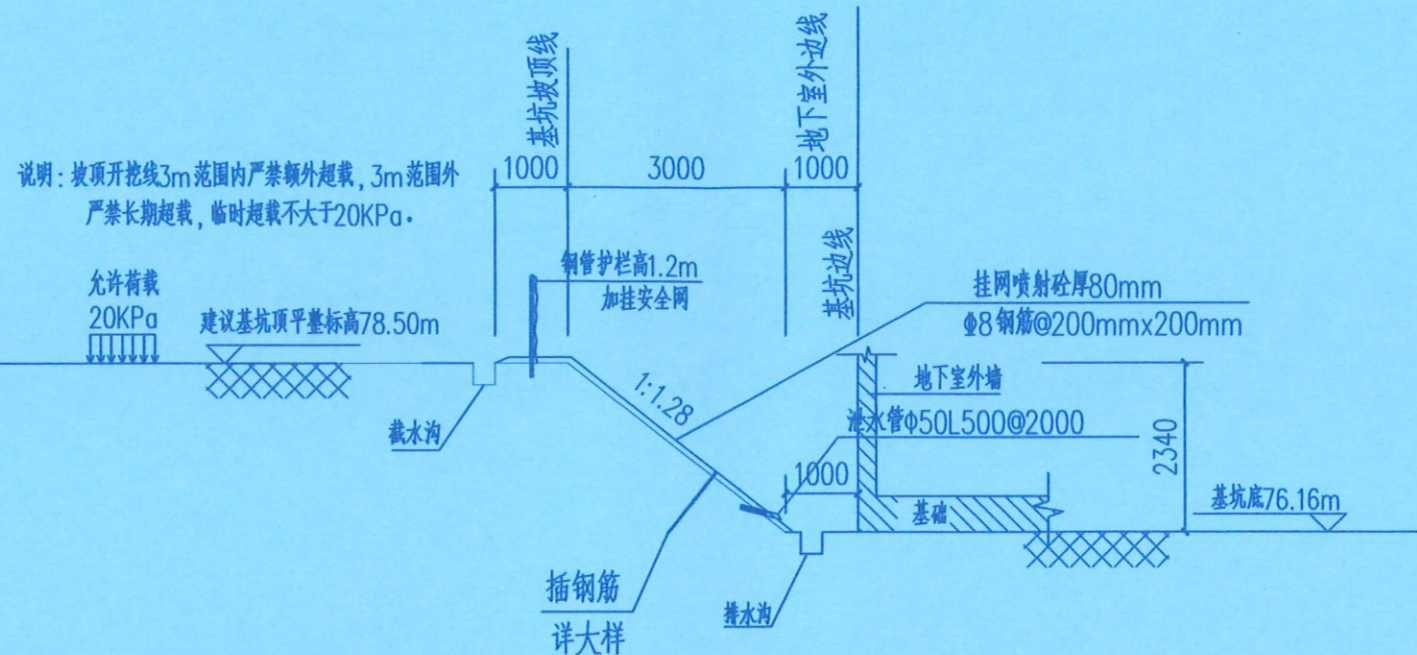 基坑坡顶线
地下室外边线
说明：坡顶开挖线3m范围内严禁额外超载，3m范围外
严禁长期超载，临时超载不大于20KPa。
1000
3000
1000
基坑边线
允许荷载
20KPa
建议基坑顶平整标高78.50m
钢管护栏高1.2m
加挂安全网
挂网喷射砼厚80mm
Φ8钢筋@200mmx200mm
1:1.28
地下室外墙
截水沟
泄水管Φ50L500@2000
1000
2340
基础
基坑底76.16m
插钢筋
详大样
排水沟